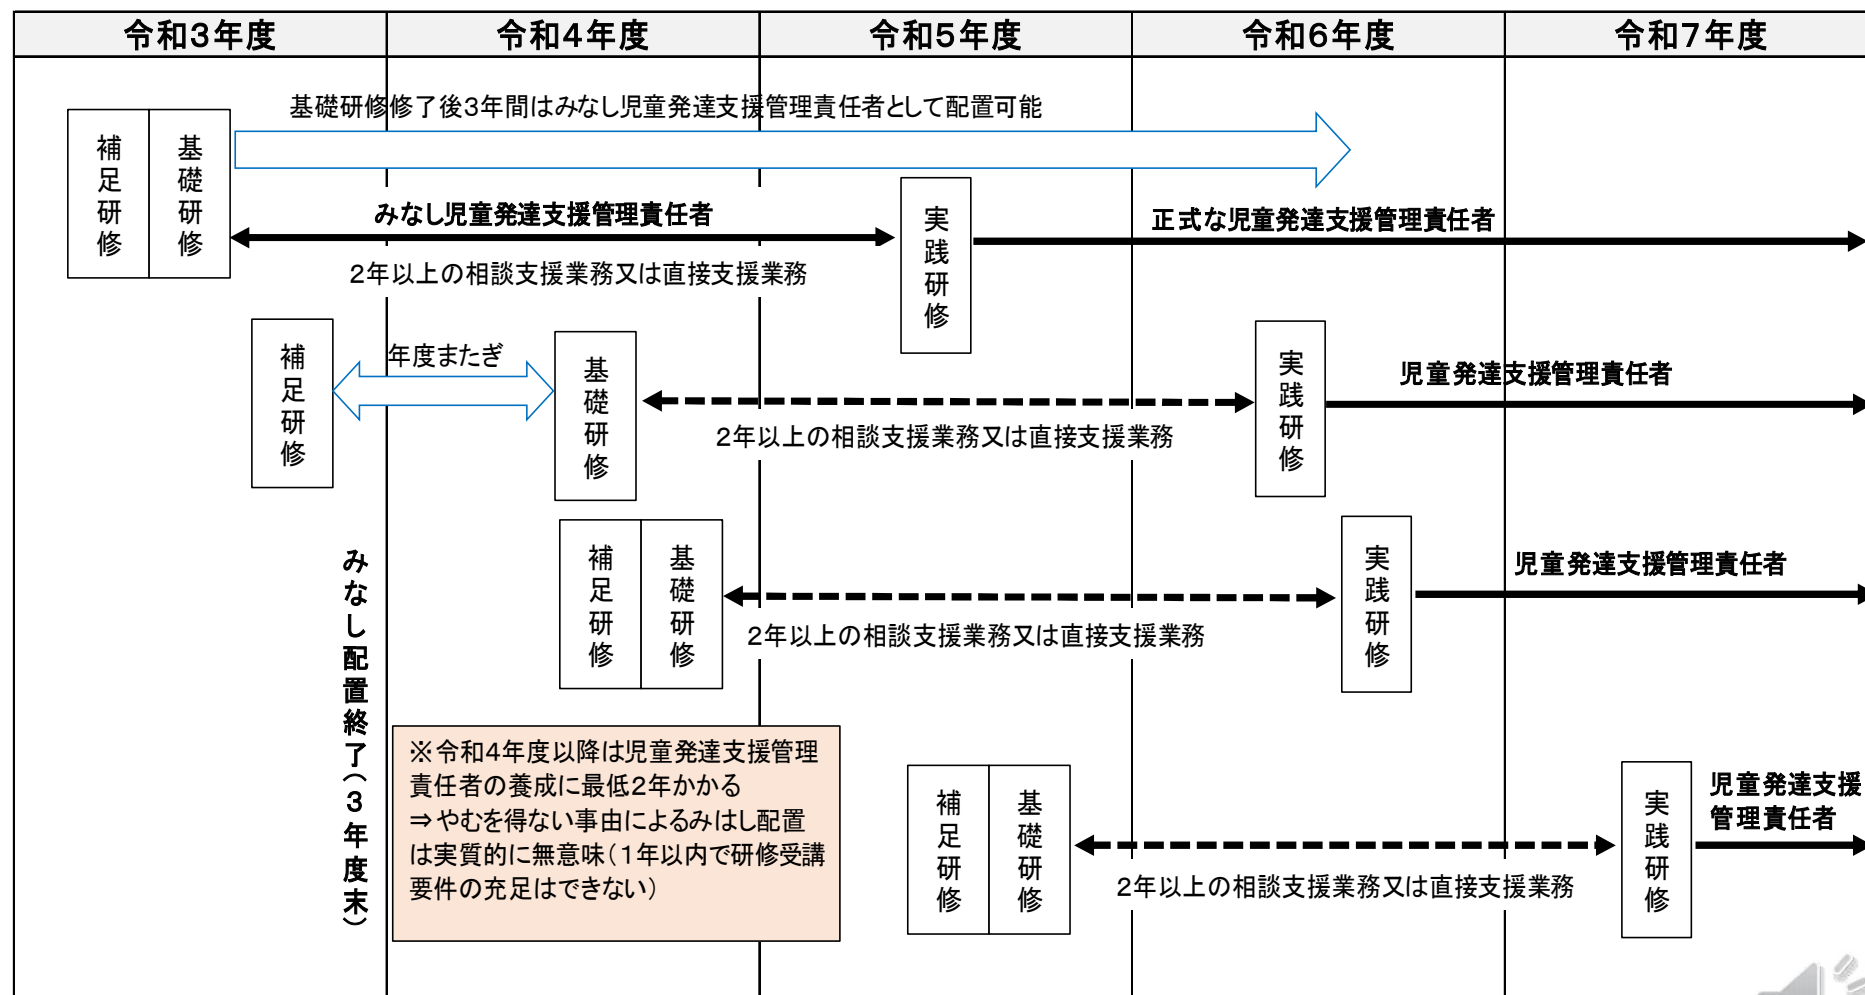 令和3年度
令和4年度
令和5年度
令和6年度
令和7年度
基礎研修修了後3年間はみなし児童発達支援管理責任者として配置可能
補足研修
基礎研修
みなし児童発達支援管理責任者
2年以上の相談支援業務又は直接支援業務
実践研修
正式な児童発達支援管理責任者
補足研修
年度またぎ
基礎研修
2年以上の相談支援業務又は直接支援業務
実践研修
児童発達支援管理責任者
みなし配置終了(3年度末)
補足研修
基礎研修
2年以上の相談支援業務又は直接支援業務
実践研修
児童発達支援管理責任者
※令和4年度以降は児童発達支援管理
責任者の養成に最低2年かかる
⇒やむを得ない事由によるみはし配置
は実質的に無意味(1年以内で研修受講
要件の充足はできない)
補足研修
基礎研修
2年以上の相談支援業務又は直接支援業務
実践研修
児童発達支援
管理責任者